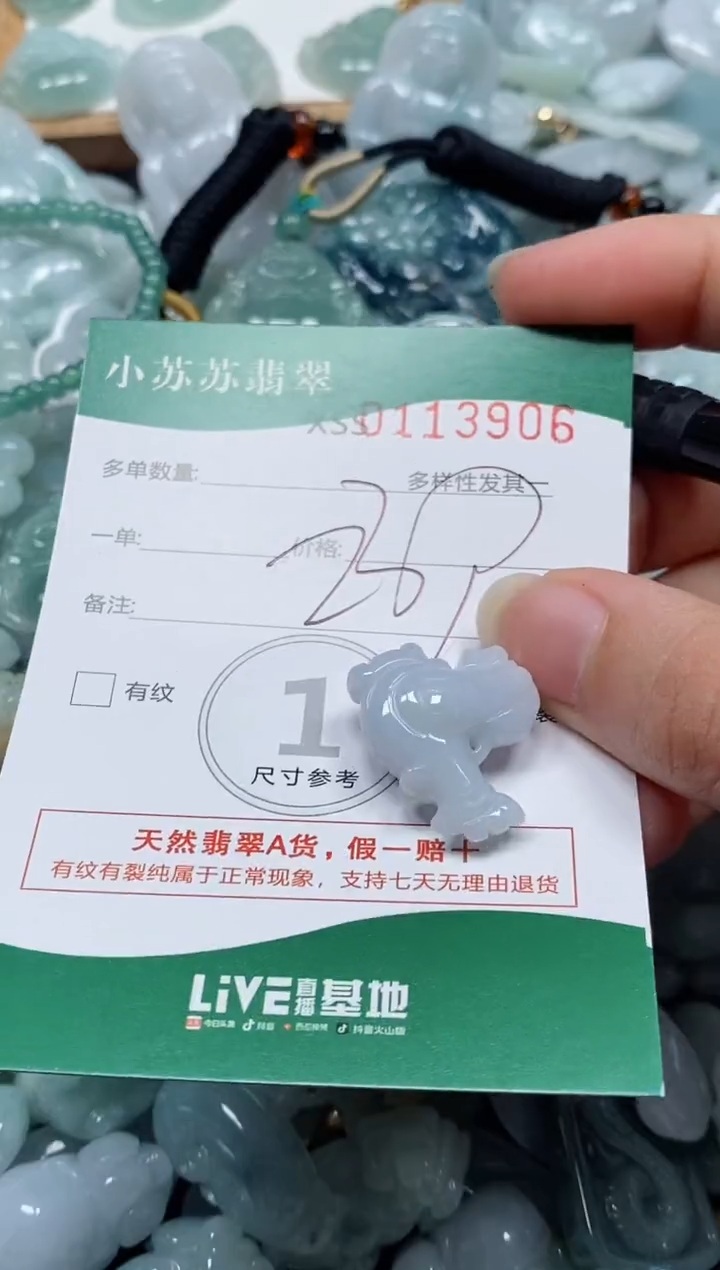 小苏苏翡翠
XSS0113906
多单数量: 多样性发其一
一单: 价格:
备注:
有纹
1
尺寸参考
天然翡翠A货，假一赔十
有纹有裂纯属于正常现象，支持七天无理由退货
LiVE直播基地
今日头条 抖音 西瓜视频 抖音火山版